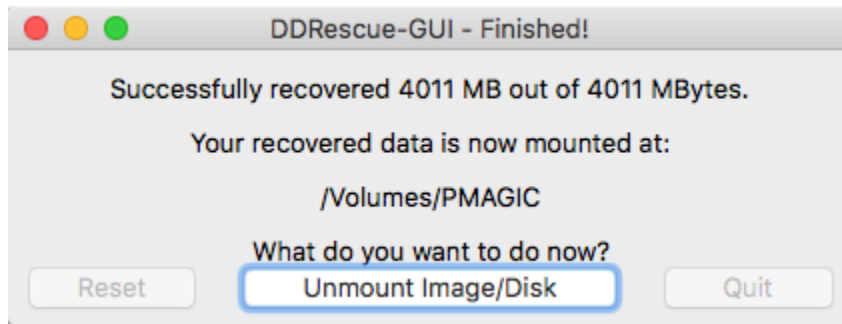 DDRescue-GUI - Finished!
Successfully recovered 4011 MB out of 4011 MBytes.
Your recovered data is now mounted at:
/Volumes/PMAGIC
What do you want to do now?
Reset
Unmount Image/Disk
Quit